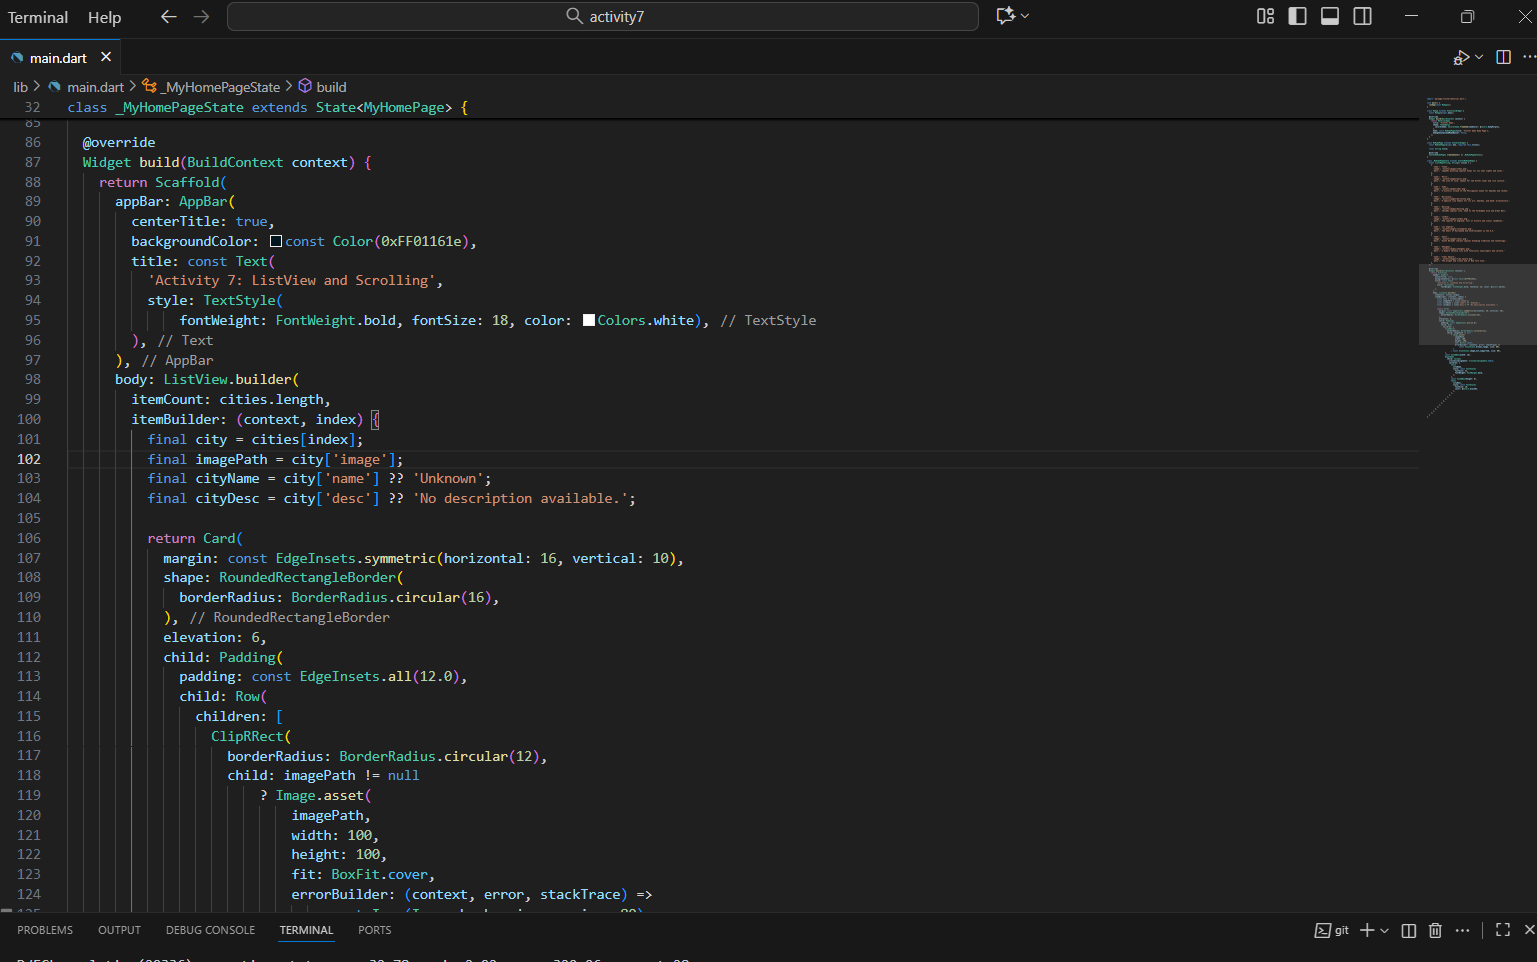 Terminal Help activity7
main.dart
lib > main.dart > _MyHomePageState > build
32 class _MyHomePageState extends State<MyHomePage> {
85
86 @override
87 Widget build(BuildContext context) {
88 return Scaffold(
89 appBar: AppBar(
90 centerTitle: true,
91 backgroundColor: const Color(0xFF01161e),
92 title: const Text(
93 'Activity 7: ListView and Scrolling',
94 style: TextStyle(
95 fontWeight: FontWeight.bold, fontSize: 18, color: Colors.white), // TextStyle
96 ), // Text
97 ), // AppBar
98 body: ListView.builder(
99 itemCount: cities.length,
100 itemBuilder: (context, index) {
101 final city = cities[index];
102 final imagePath = city['image'];
103 final cityName = city['name'] ?? 'Unknown';
104 final cityDesc = city['desc'] ?? 'No description available.';
105
106 return Card(
107 margin: const EdgeInsets.symmetric(horizontal: 16, vertical: 10),
108 shape: RoundedRectangleBorder(
109 borderRadius: BorderRadius.circular(16),
110 ), // RoundedRectangleBorder
111 elevation: 6,
112 child: Padding(
113 padding: const EdgeInsets.all(12.0),
114 child: Row(
115 children: [
116 ClipRRect(
117 borderRadius: BorderRadius.circular(12),
118 child: imagePath != null
119 ? Image.asset(
120 imagePath,
121 width: 100,
122 height: 100,
123 fit: BoxFit.cover,
124 errorBuilder: (context, error, stackTrace) =>
PROBLEMS OUTPUT DEBUG CONSOLE TERMINAL PORTS git